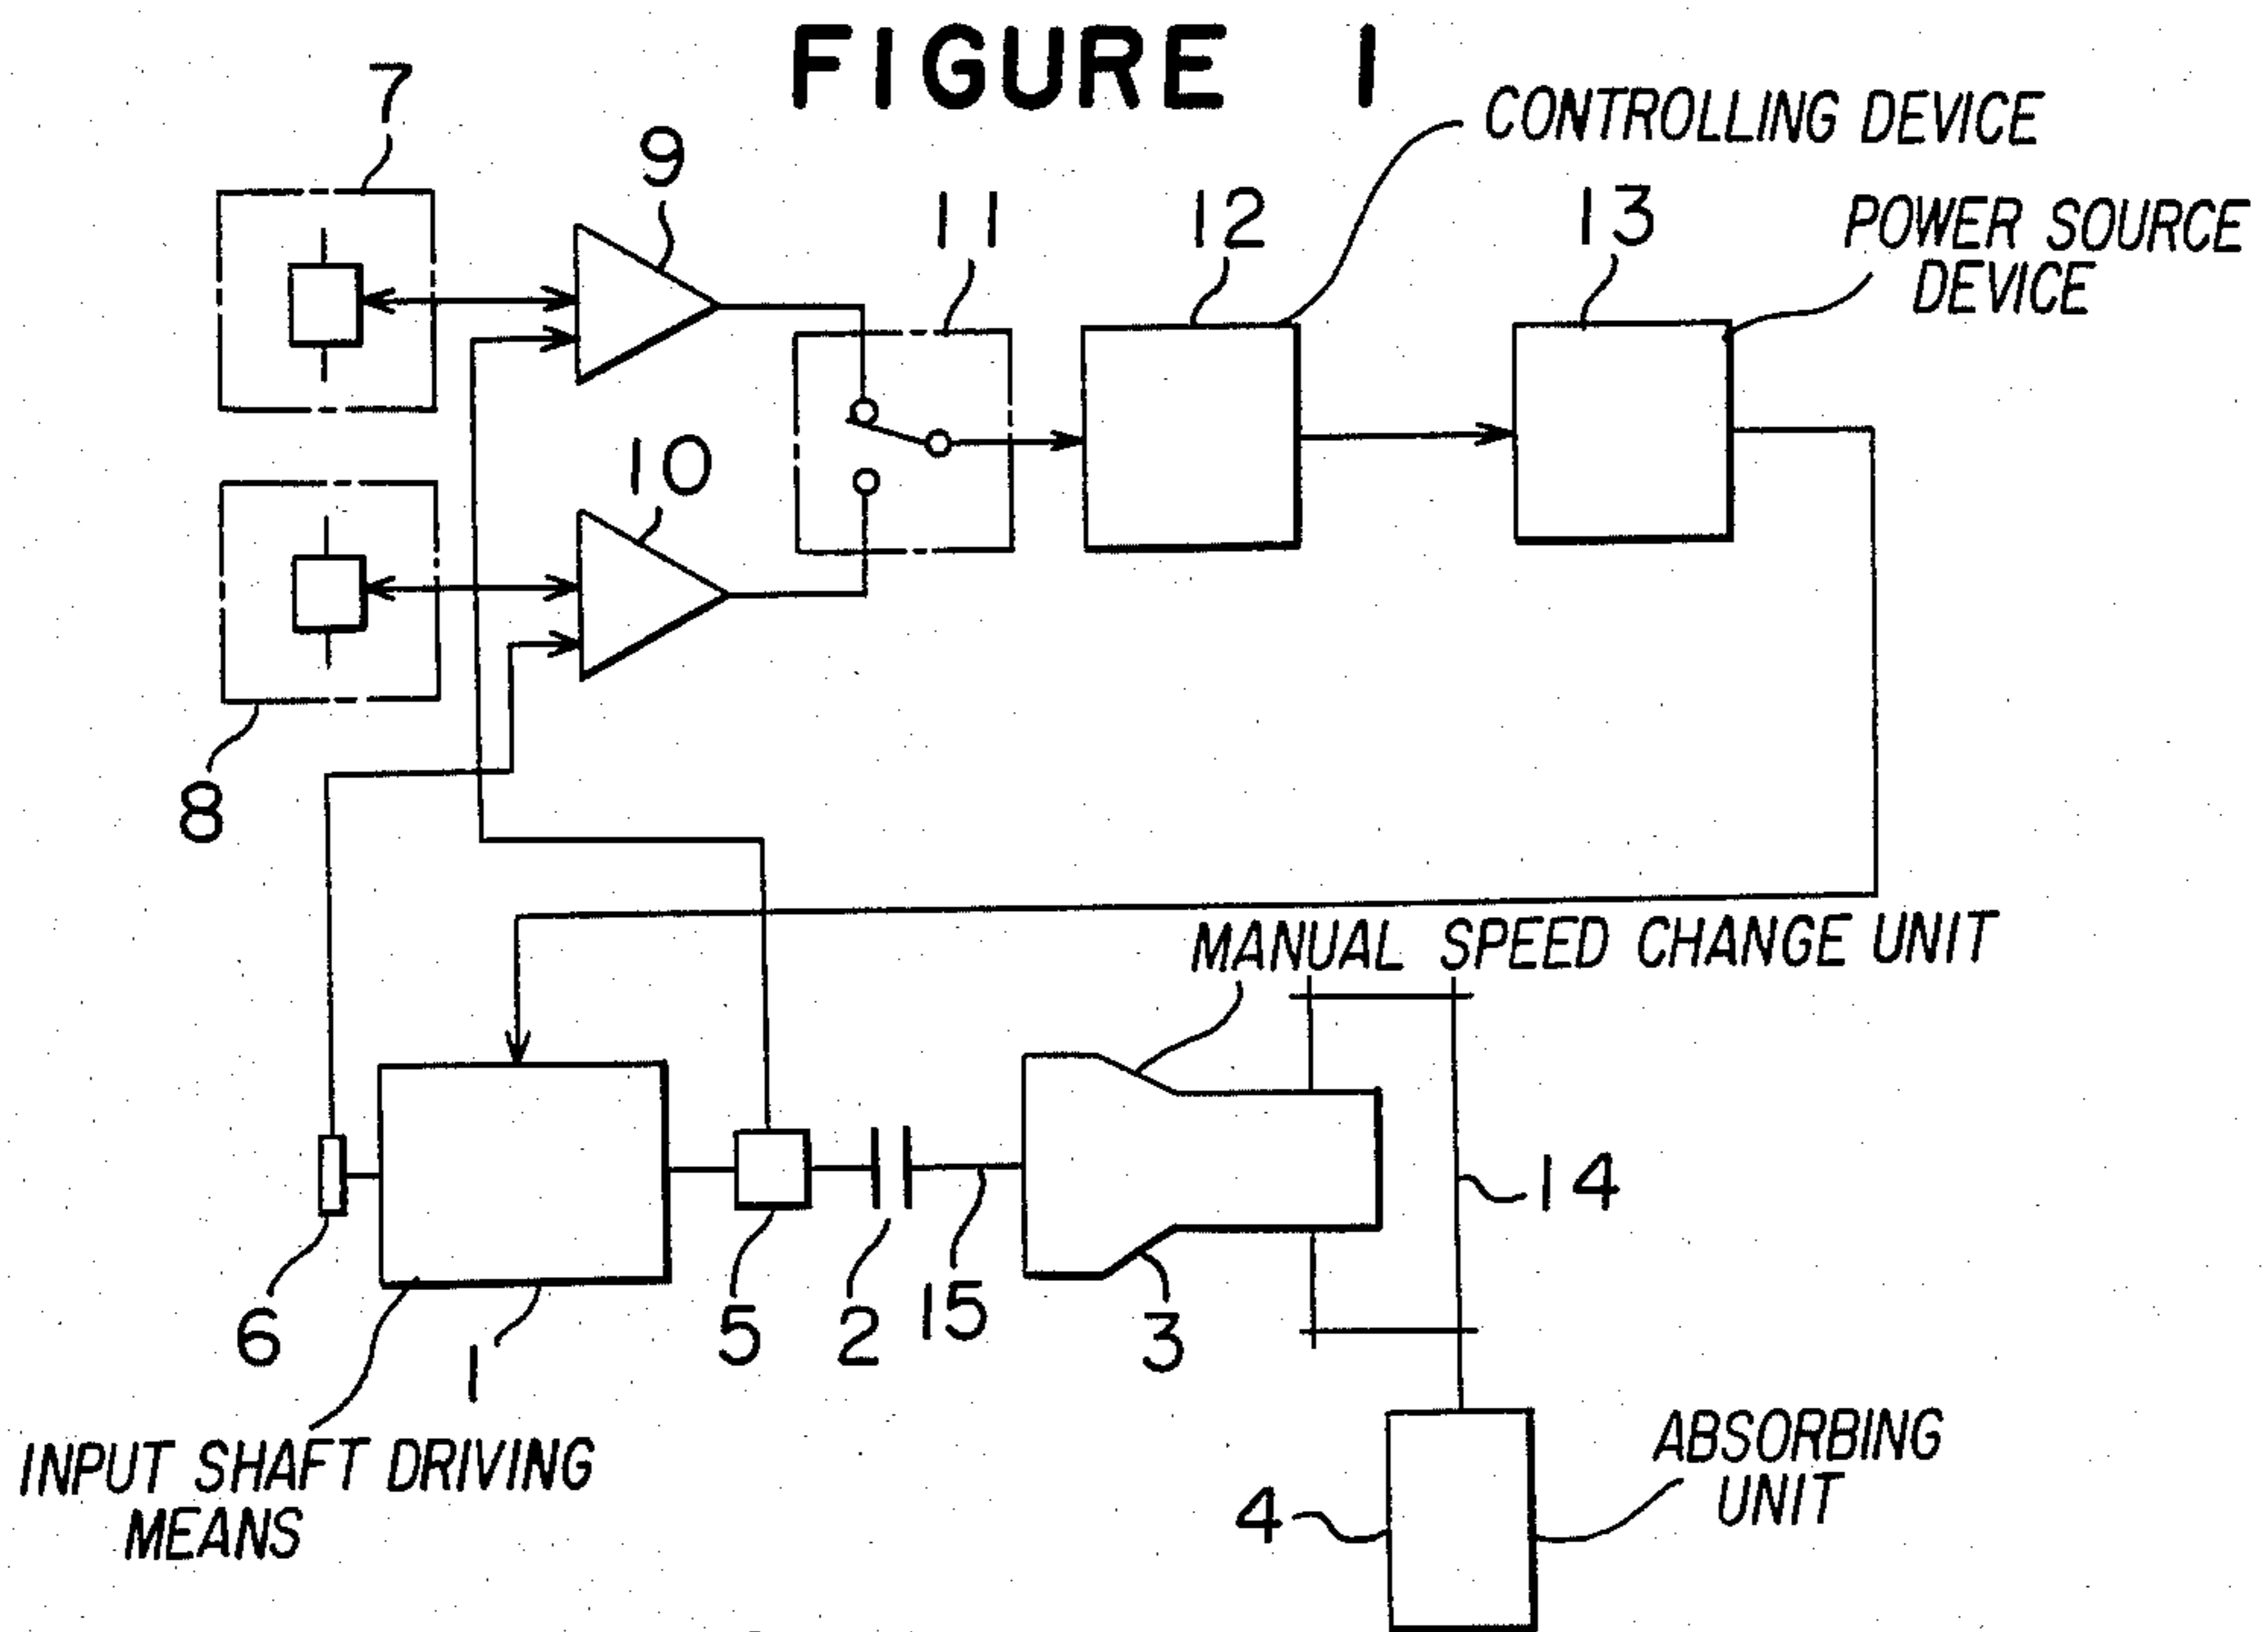 FIGURE 1
7
9
11
12
13
CONTROLLING DEVICE
POWER SOURCE
DEVICE
10
8
MANUAL SPEED CHANGE UNIT
14
6
1
5
2
15
3
INPUT SHAFT DRIVING
MEANS
4
ABSORBING
UNIT